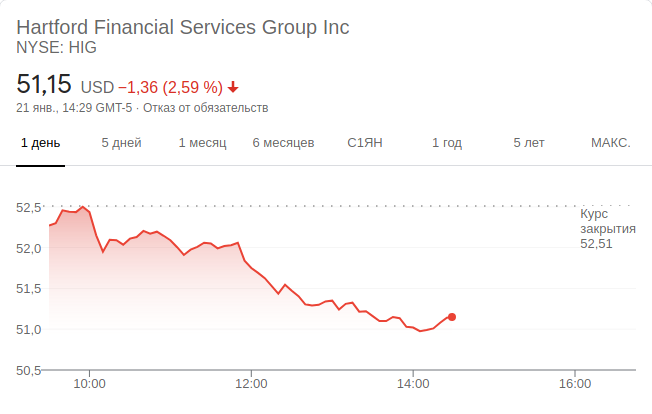 Hartford Financial Services Group Inc
NYSE: HIG
51,15 USD −1,36 (2,59 %)
21 янв., 14:29 GMT-5 · Отказ от обязательств
1 день 5 дней 1 месяц 6 месяцев С1ЯН 1 год 5 лет МАКС.
52,5
52,0
51,5
51,0
50,5
Курс
закрытия
52,51
10:00 12:00 14:00 16:00